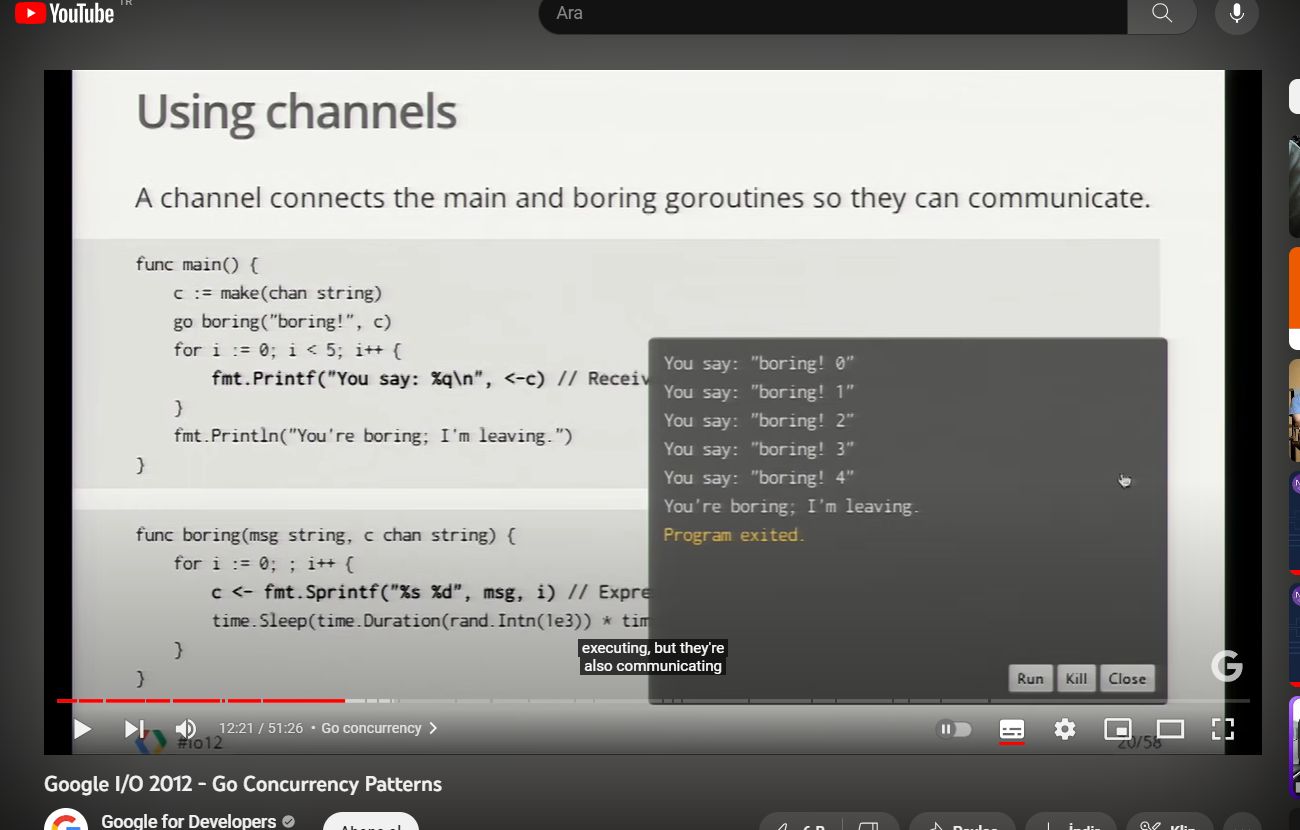 YouTube TR
Ara
Using channels
A channel connects the main and boring goroutines so they can communicate.
func main() {
c := make(chan string)
go boring("boring!", c)
for i := 0; i < 5; i++ {
fmt.Printf("You say: %q\n", <-c) // Receiv
}
fmt.Println("You're boring; I'm leaving.")
}
func boring(msg string, c chan string) {
for i := 0; ; i++ {
c <- fmt.Sprintf("%s %d", msg, i) // Expre
time.Sleep(time.Duration(rand.Intn(1e3)) * tim
}
}
You say: "boring! 0"
You say: "boring! 1"
You say: "boring! 2"
You say: "boring! 3"
You say: "boring! 4"
You're boring; I'm leaving.
Program exited.
Run Kill Close
executing, but they're
also communicating
12:21 / 51:26 • Go concurrency
#io12
20/58
Google I/O 2012 - Go Concurrency Patterns
Google for Developers
Abone ol
6 B
Paylaş
İndir
Klip